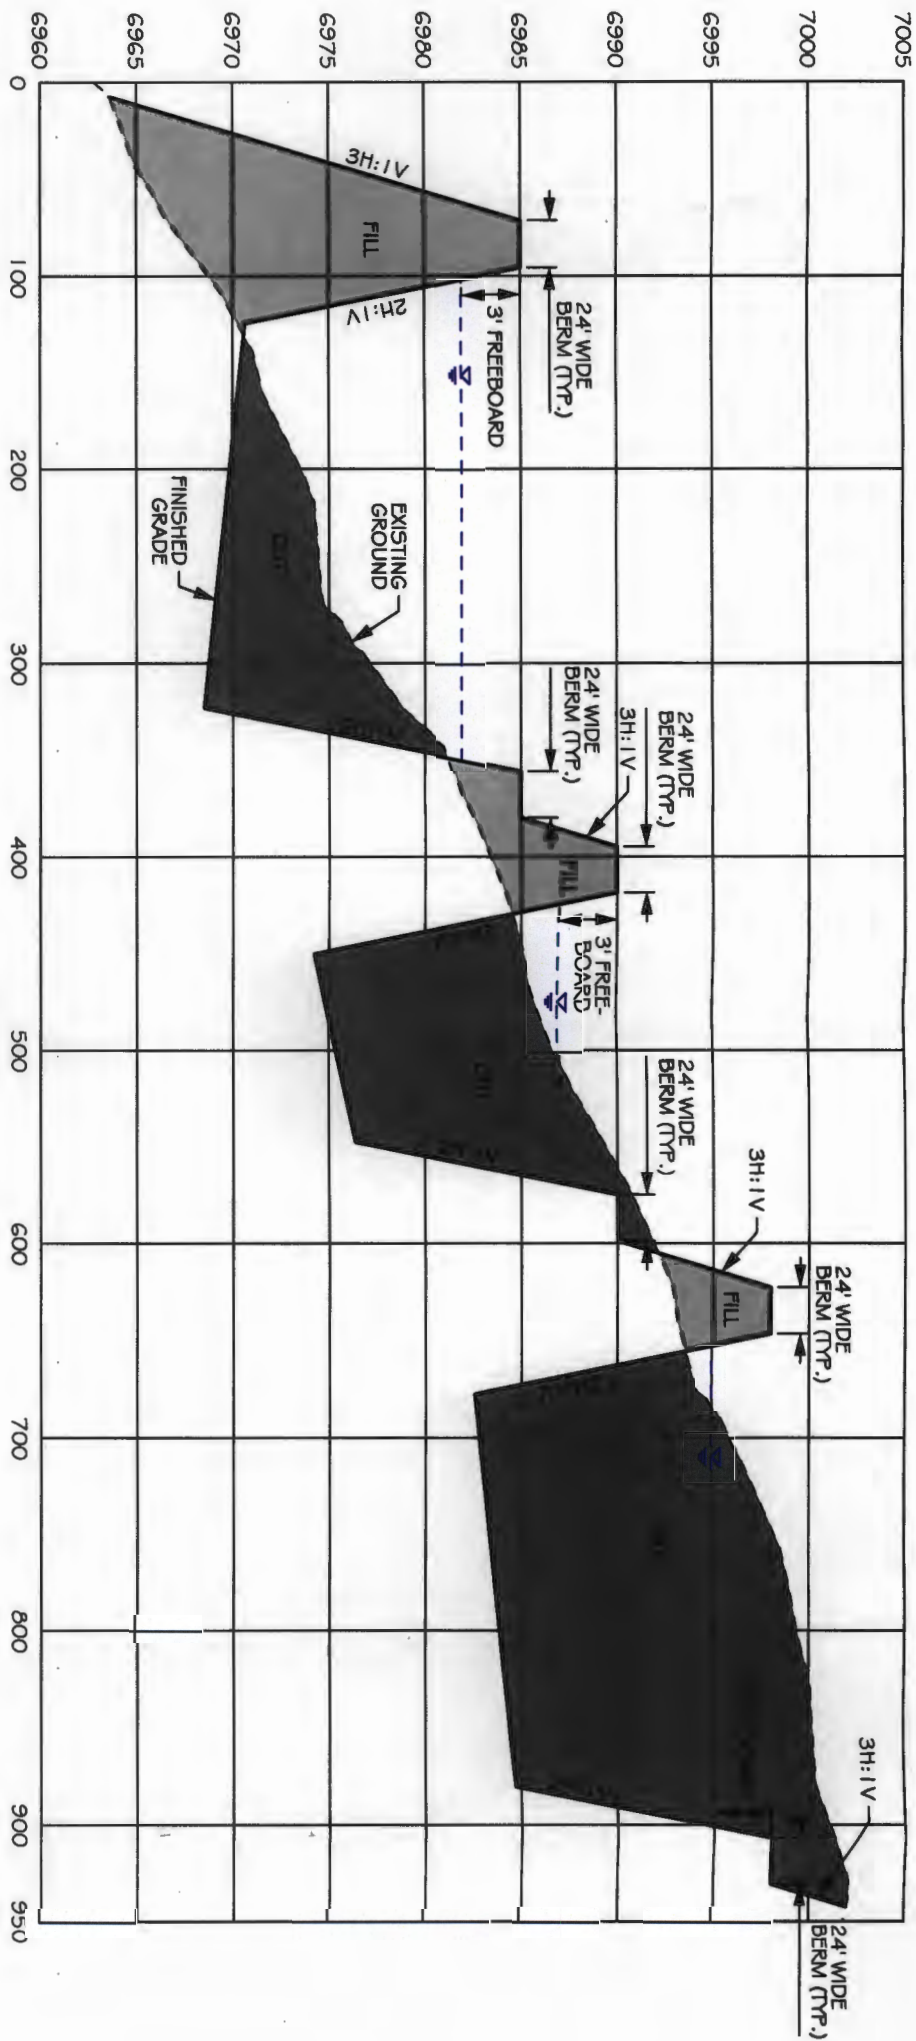 7005
7000
6995
6990
6985
6980
6975
6970
6965
6960
0
100
200
300
400
500
600
700
800
900
950
3H:1V
FILL
2H:1V
24' WIDE
BERM (TYP.)
3' FREEBOARD
EXISTING
GROUND
FINISHED
GRADE
CUT
24' WIDE
BERM (TYP.)
3H:1V
24' WIDE
BERM (TYP.)
FILL
3' FREE-
BOARD
CUT
24' WIDE
BERM (TYP.)
3H:1V
24' WIDE
BERM (TYP.)
FILL
3H:1V
24' WIDE
BERM (TYP.)